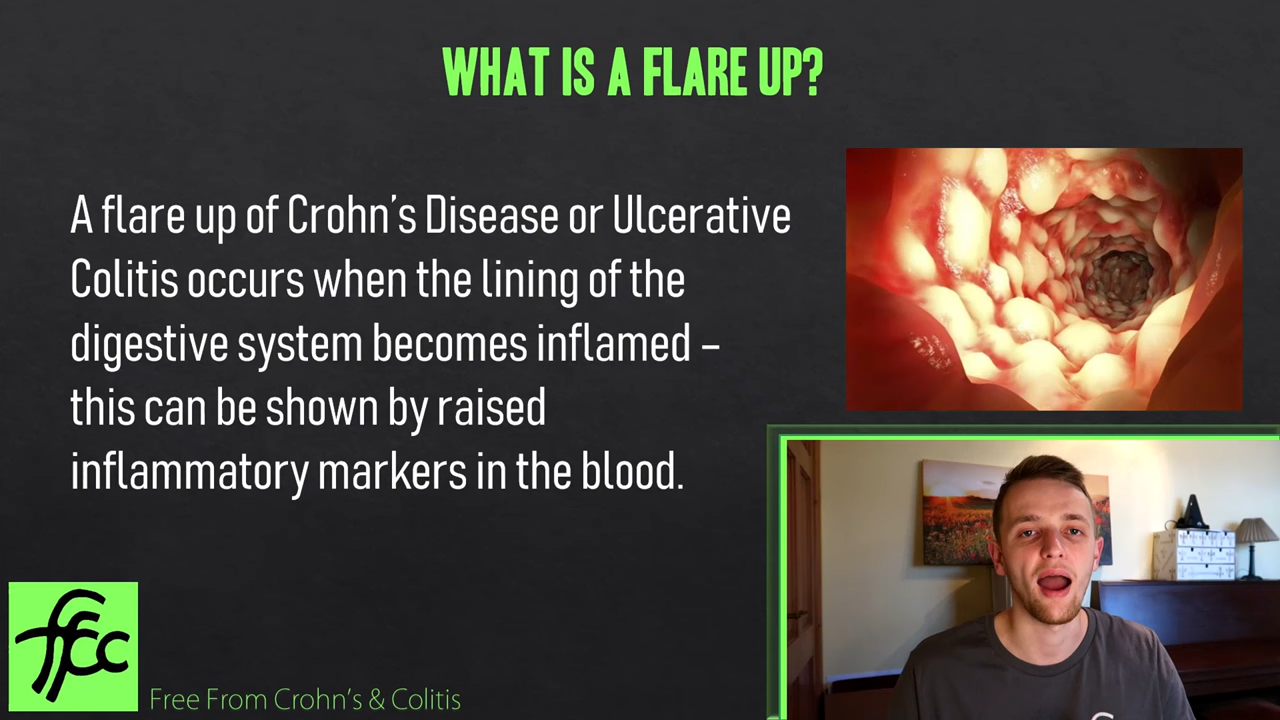 WHAT IS A FLARE UP?
A flare up of Crohn's Disease or Ulcerative
Colitis occurs when the lining of the
digestive system becomes inflamed –
this can be shown by raised
inflammatory markers in the blood.
ffcc
Free From Crohn's & Colitis